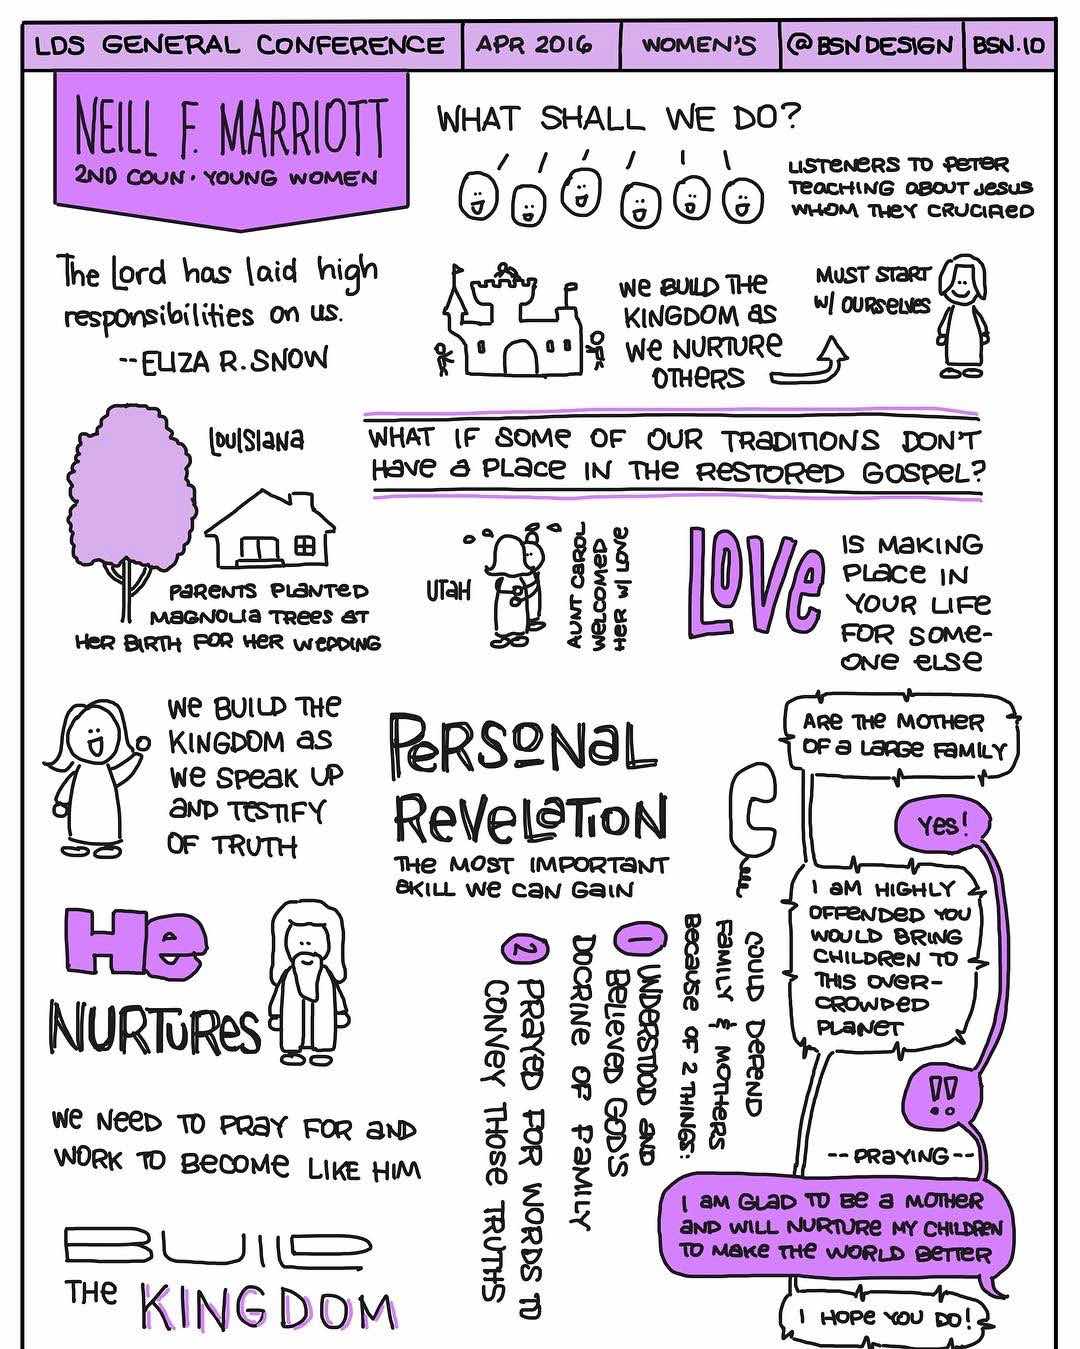 LDS GENERAL CONFERENCE
APR 2016
WOMEN'S
@BSNDESIGN
BSN.IO
NEILL F. MARRIOTT
2ND COUN. YOUNG WOMEN
WHAT SHALL WE DO?
LISTENERS TO PETER
TEACHING ABOUT JESUS
WHOM THEY CRUCIFIED
The Lord has laid high
responsibilities on us.
--ELIZA R. SNOW
WE BUILD THE
KINGDOM AS
WE NURTURE
OTHERS
MUST START
W/ OURSELVES
LOUISIANA
PARENTS PLANTED
MAGNOLIA TREES AT
HER BIRTH FOR HER WEDDING
WHAT IF SOME OF OUR TRADITIONS DON'T
HAVE A PLACE IN THE RESTORED GOSPEL?
UTAH
AUNT CAROL
WELCOMED
HER W/ LOVE
LOVE
IS MAKING
PLACE IN
YOUR LIFE
FOR SOME-
ONE ELSE
WE BUILD THE
KINGDOM AS
WE SPEAK UP
AND TESTIFY
OF TRUTH
PERSONAL
REVELATION
THE MOST IMPORTANT
SKILL WE CAN GAIN
ARE THE MOTHER
OF A LARGE FAMILY
YES!
I AM HIGHLY
OFFENDED YOU
WOULD BRING
CHILDREN TO
THIS OVER-
CROWDED
PLANET
!!
--PRAYING--
I AM GLAD TO BE A MOTHER
AND WILL NURTURE MY CHILDREN
TO MAKE THE WORLD BETTER
I HOPE YOU DO!
COULD DEFEND
FAMILY & MOTHERS
BECAUSE OF 2 THINGS:
1 UNDERSTOOD AND
BELIEVED GOD'S
DOCRINE OF FAMILY
2 PRAYED FOR WORDS TO
CONVEY THOSE TRUTHS
HE
NURTURES
WE NEED TO PRAY FOR AND
WORK TO BECOME LIKE HIM
BUILD
THE KINGDOM